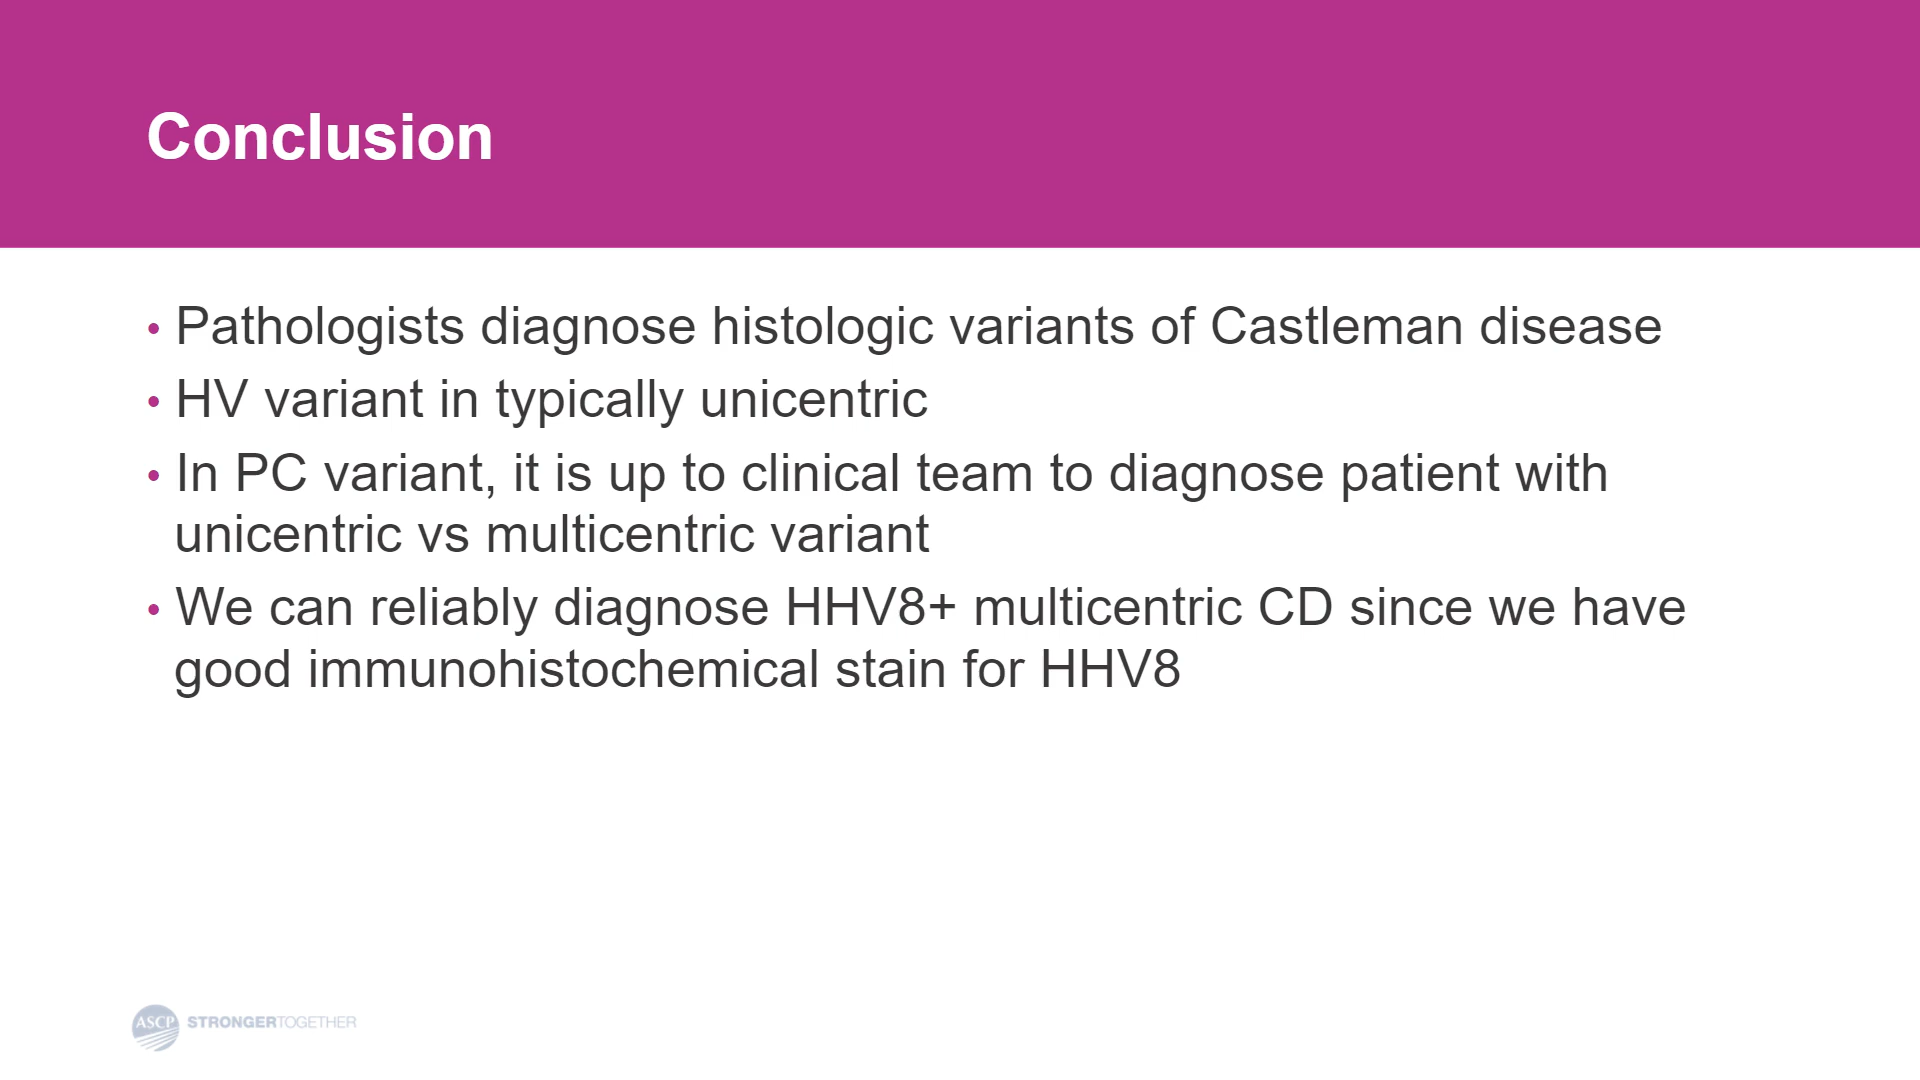 Conclusion
• Pathologists diagnose histologic variants of Castleman disease
• HV variant in typically unicentric
• In PC variant, it is up to clinical team to diagnose patient with
unicentric vs multicentric variant
• We can reliably diagnose HHV8+ multicentric CD since we have
good immunohistochemical stain for HHV8
ASCP STRONGERTOGETHER